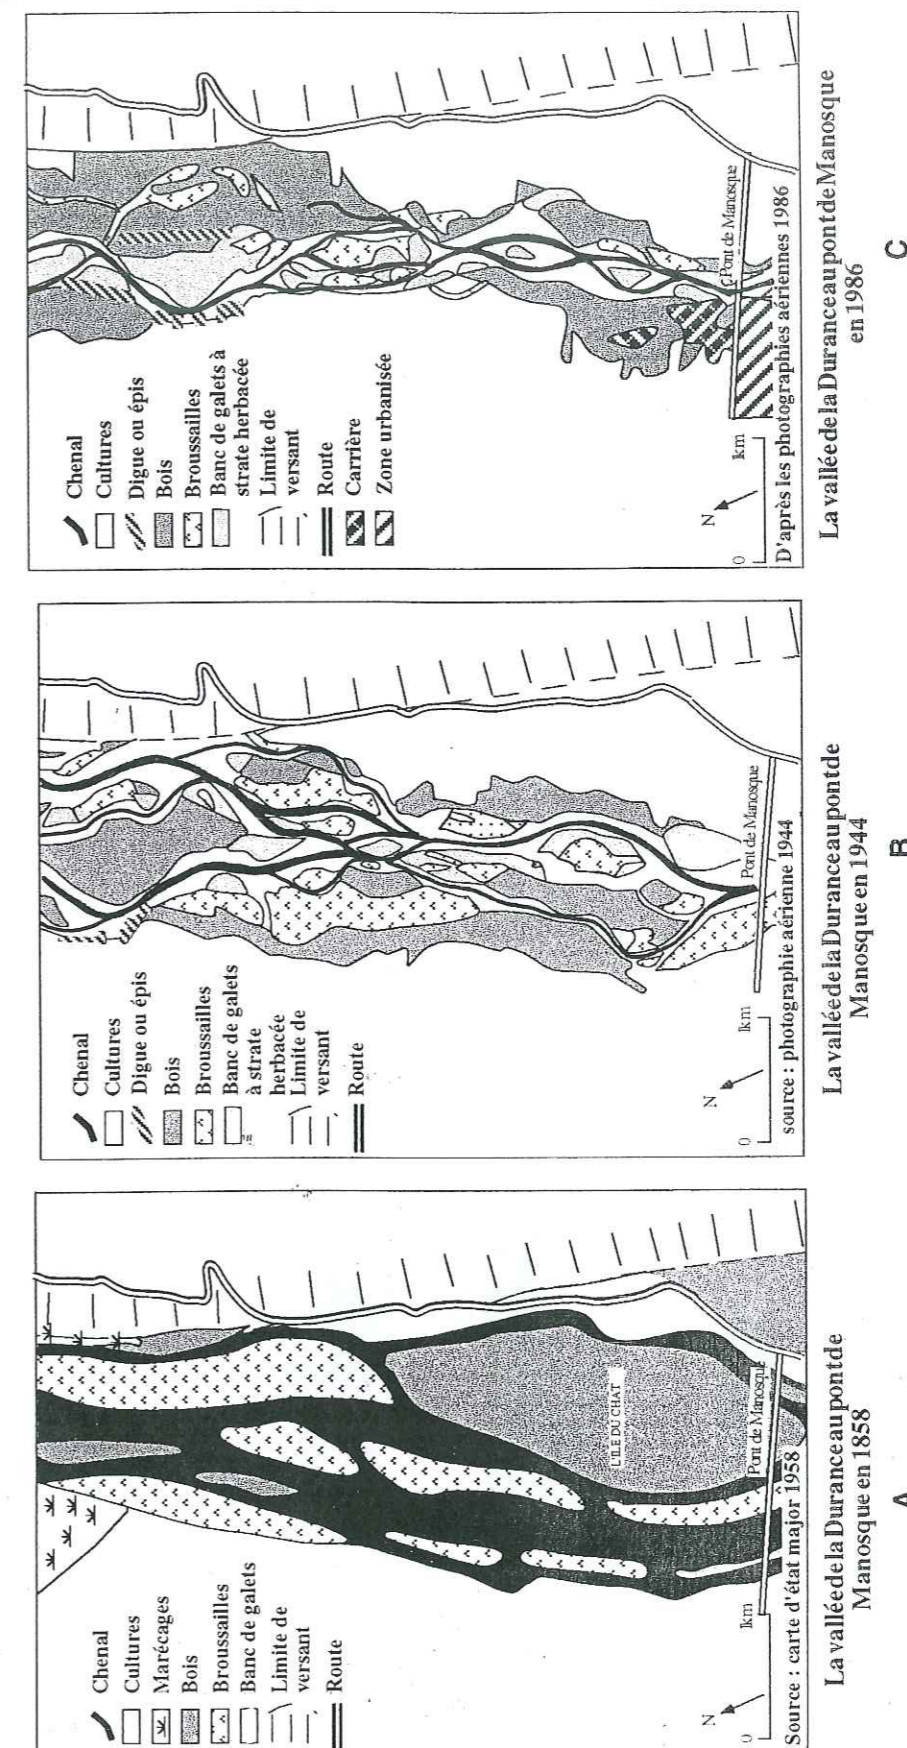 Chenal
Cultures
Marécages
Bois
Broussailles
Banc de galets
Limite de
versant
Route
L'ILE DU CHAT
Pont de Manosque
N
0
1km
Source : carte d'état major 1958
La vallée de la Durance au pont de
Manosque en 1858
A
Chenal
Cultures
Digue ou épis
Bois
Broussailles
Banc de galets
à strate
herbacée
Limite de
versant
Route
Pont de Manosque
N
0
1km
source : photographie aérienne 1944
La vallée de la Durance au pont de
Manosque en 1944
B
Chenal
Cultures
Digue ou épis
Bois
Broussailles
Banc de galets à
strate herbacée
Limite de
versant
Route
Carrière
Zone urbanisée
Pont de Manosque
N
0
km
D'après les photographies aériennes 1986
La vallée de la Durance au pont de Manosque
en 1986
C